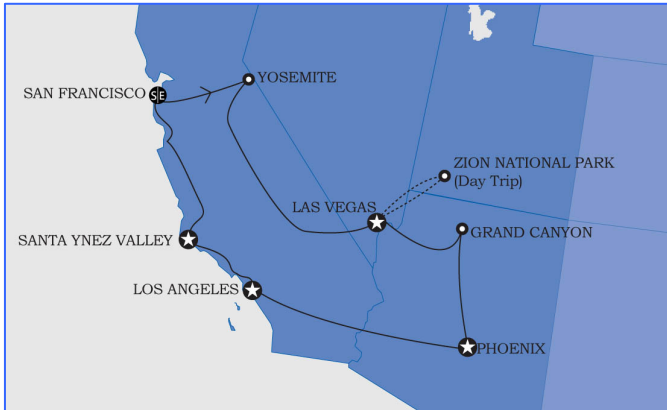 YOSEMITE
SAN FRANCISCO
S E
ZION NATIONAL PARK
(Day Trip)
LAS VEGAS
GRAND CANYON
SANTA YNEZ VALLEY
LOS ANGELES
PHOENIX